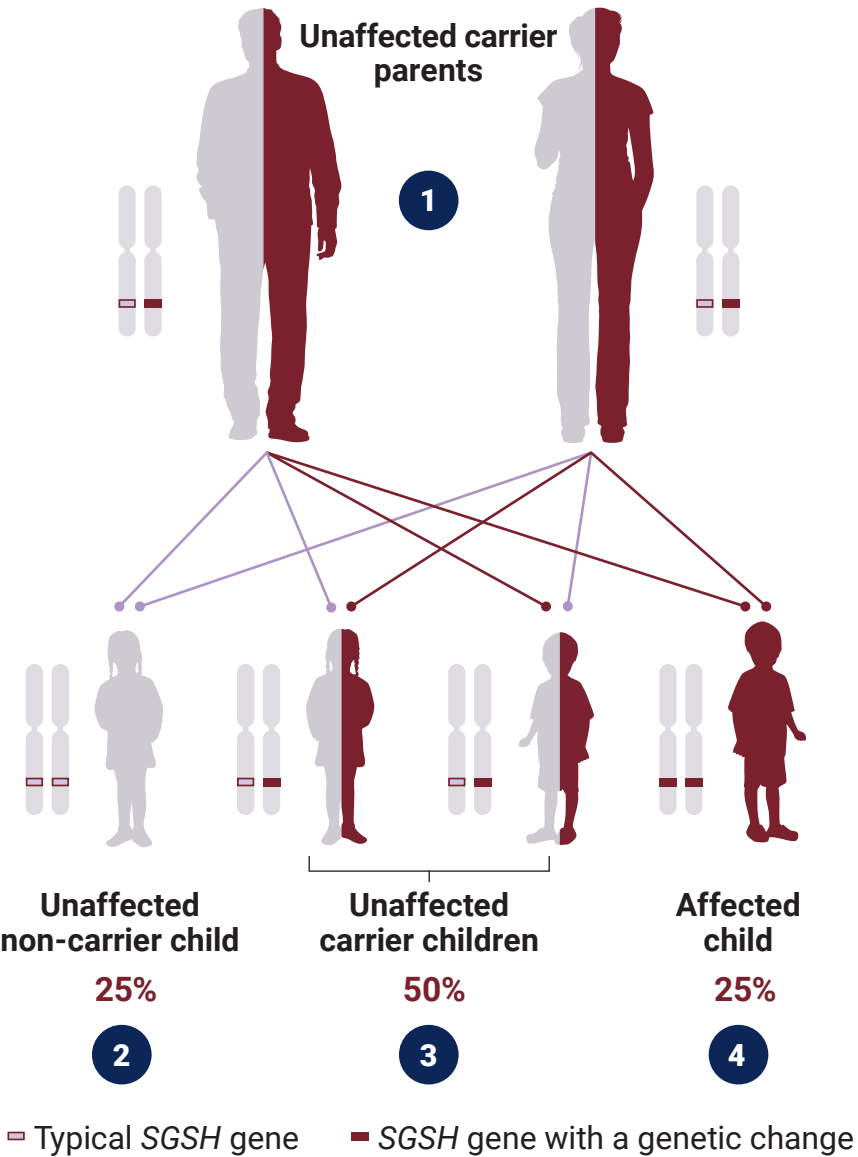 Unaffected carrier
parents
1
Unaffected
non-carrier child
25%
2
Unaffected
carrier children
50%
3
Affected
child
25%
4
Typical SGSH gene
SGSH gene with a genetic change